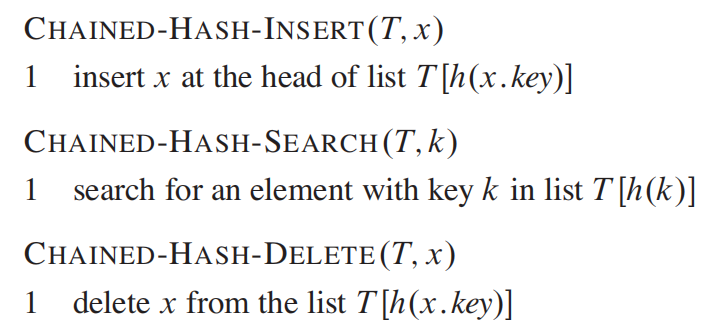 CHAINED-HASH-INSERT(T, x)
1 insert x at the head of list T[h(x.key)]
CHAINED-HASH-SEARCH(T, k)
1 search for an element with key k in list T[h(k)]
CHAINED-HASH-DELETE(T, x)
1 delete x from the list T[h(x.key)]